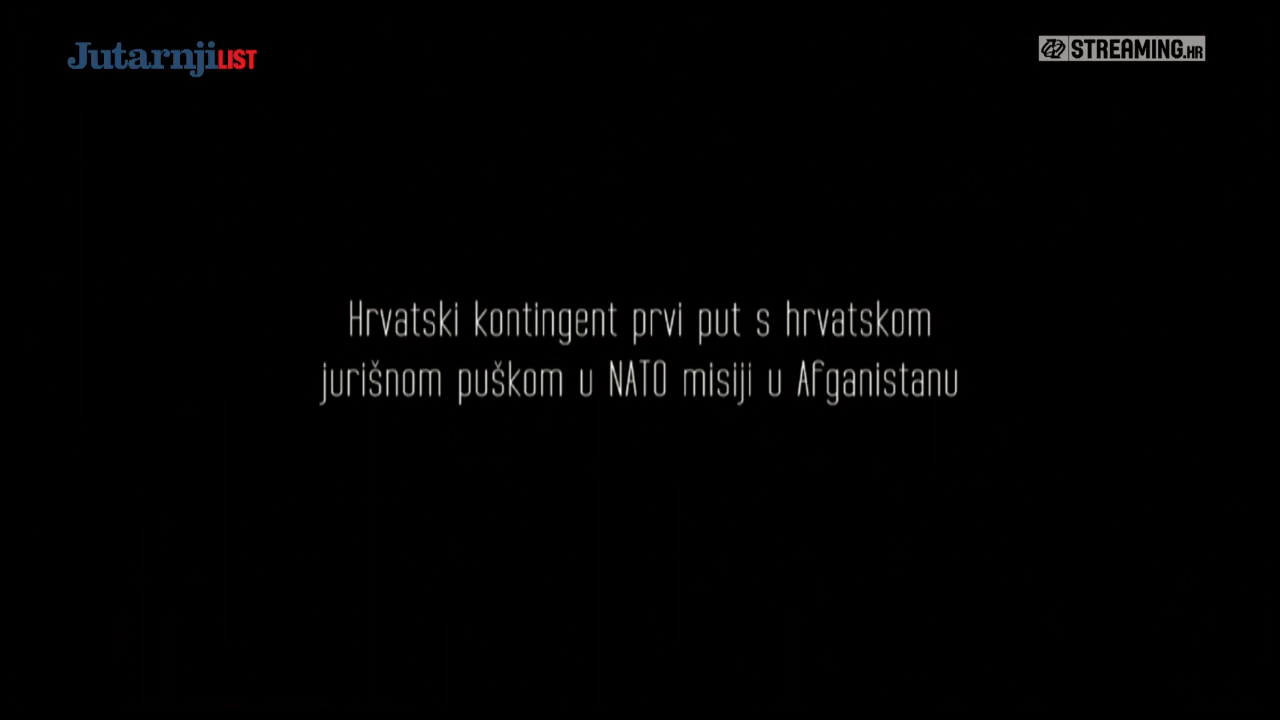 Jutarnji LIST
STREAMING.HR
Hrvatski kontingent prvi put s hrvatskom
jurišnom puškom u NATO misiji u Afganistanu